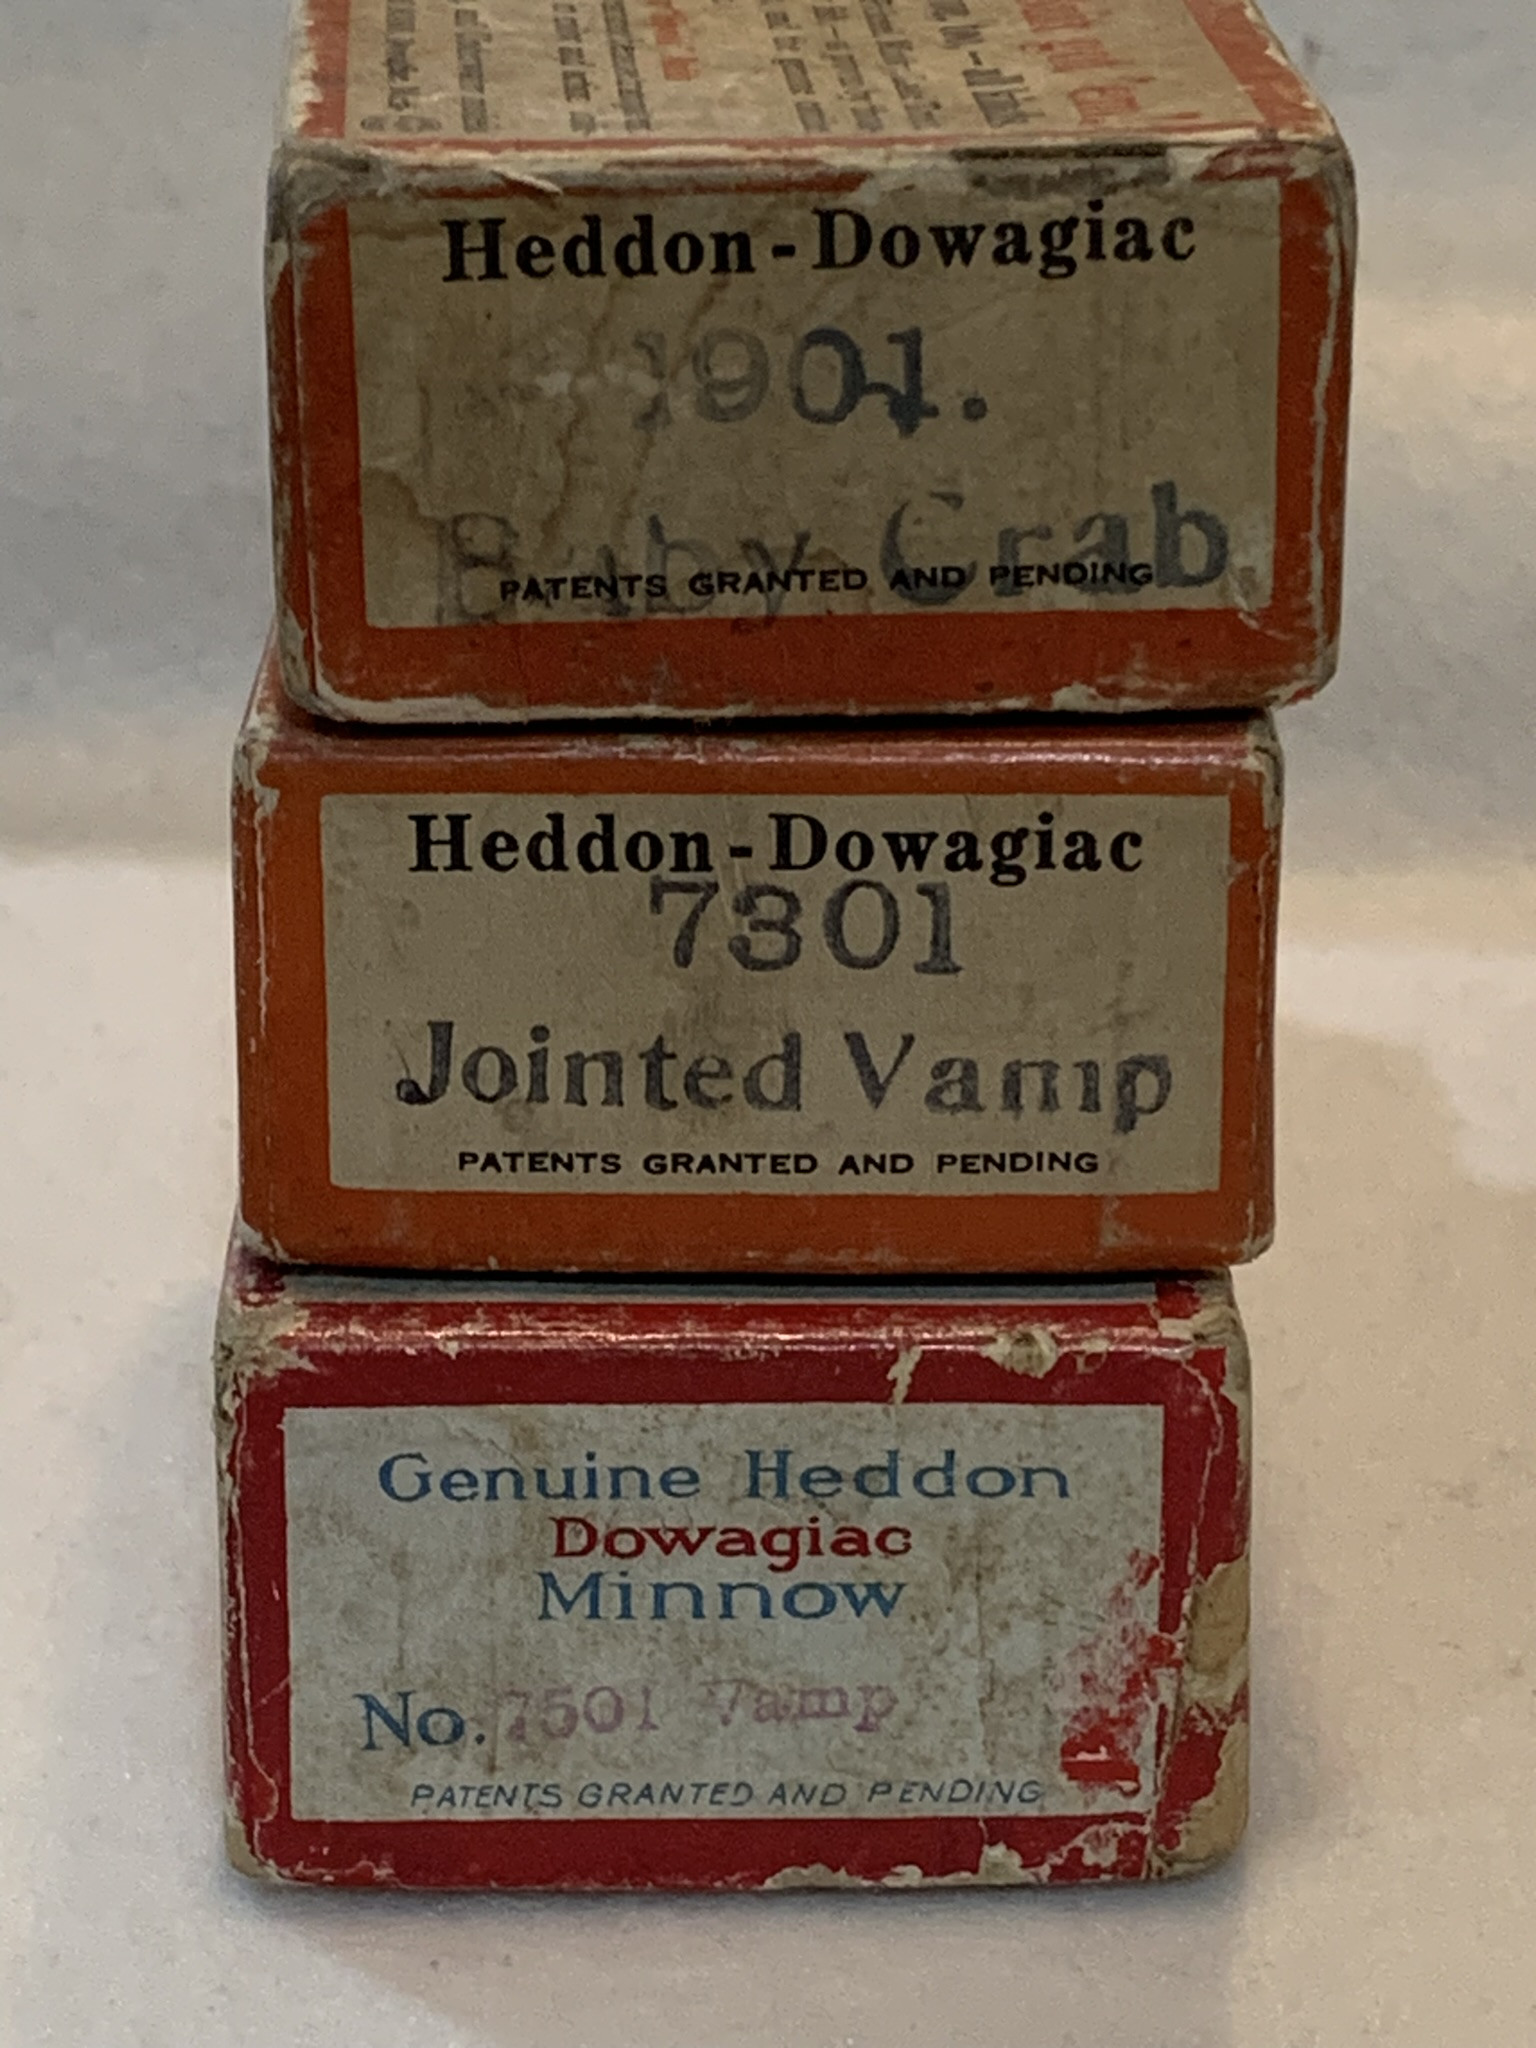 Heddon-Dowagiac
1901.
Baby Crab
PATENTS GRANTED AND PENDING
Heddon-Dowagiac
7301
Jointed Vamp
PATENTS GRANTED AND PENDING
Genuine Heddon
Dowagiac
Minnow
No. 7501 Vamp
PATENTS GRANTED AND PENDING